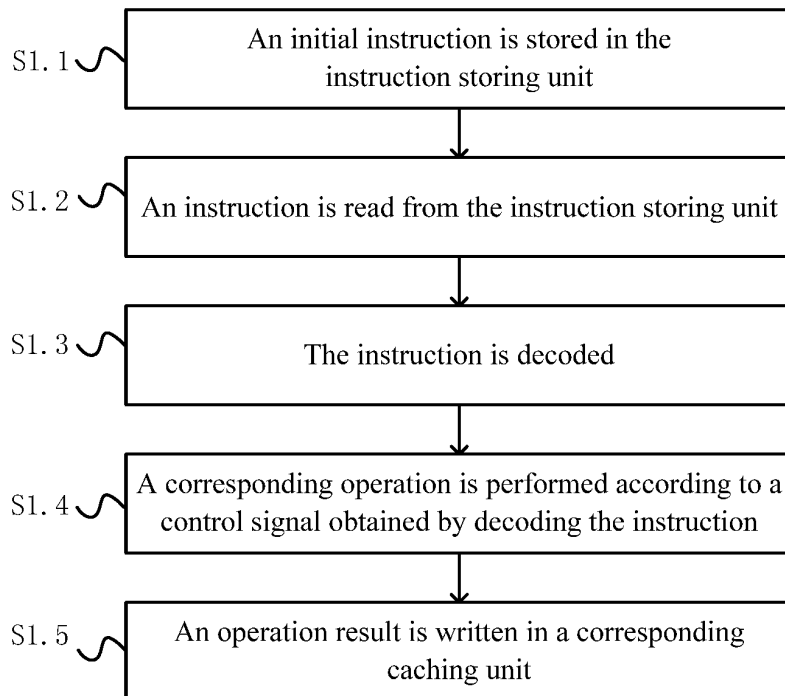 An initial instruction is stored in the
instruction storing unit
S1.1
An instruction is read from the instruction storing unit
S1.2
The instruction is decoded
S1.3
A corresponding operation is performed according to a
control signal obtained by decoding the instruction
S1.4
An operation result is written in a corresponding
caching unit
S1.5